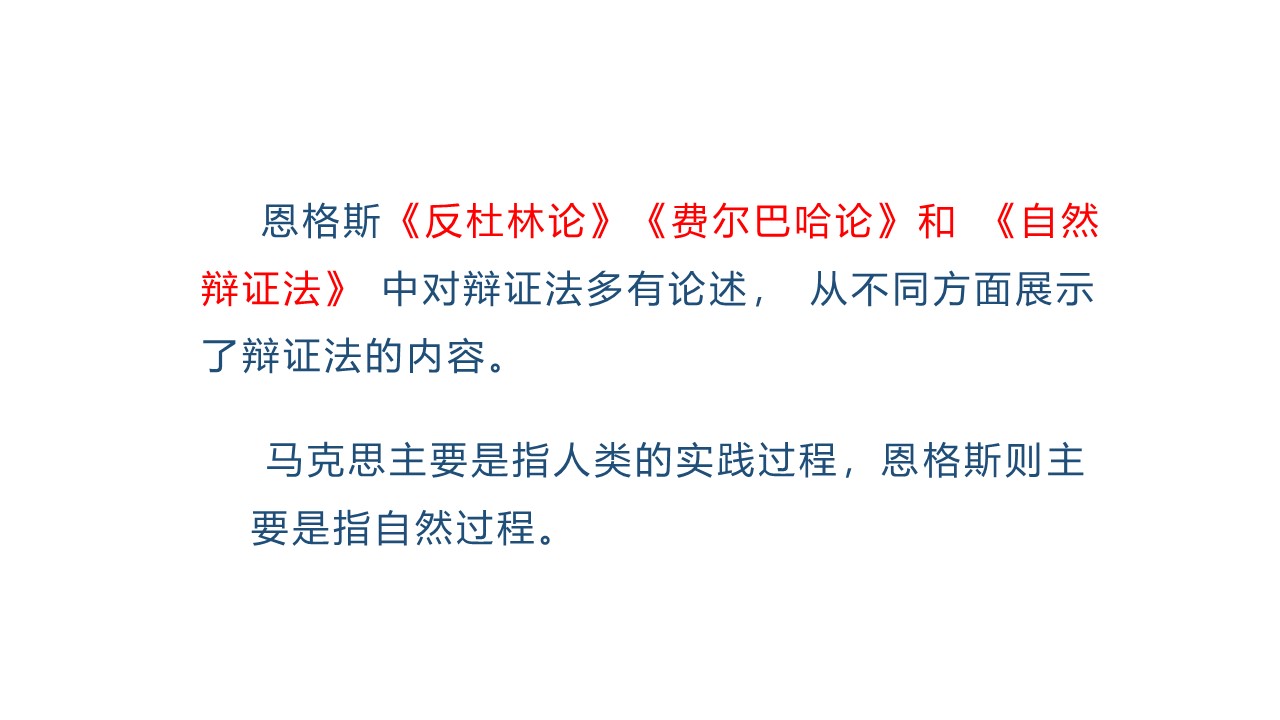 恩格斯《反杜林论》《费尔巴哈论》和 《自然
辩证法》 中对辩证法多有论述， 从不同方面展示
了辩证法的内容。
马克思主要是指人类的实践过程，恩格斯则主
要是指自然过程。